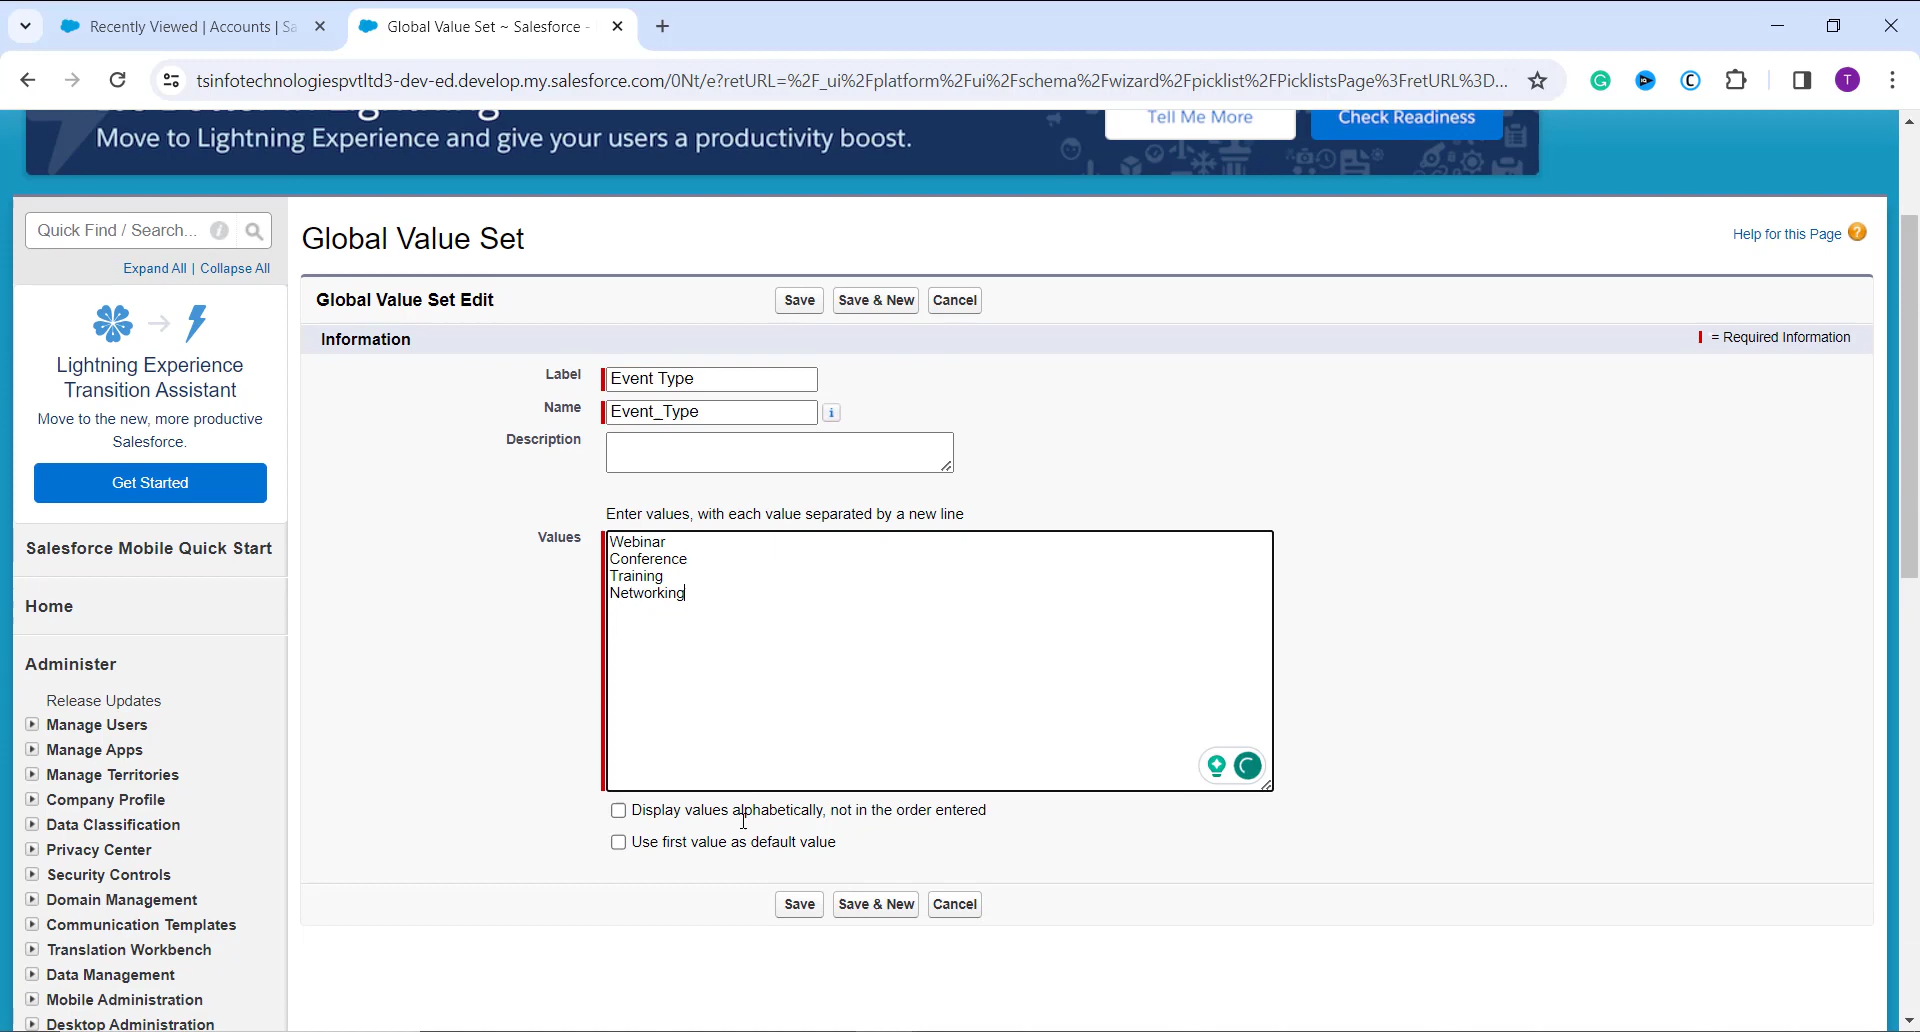 Recently Viewed | Accounts | Sa
Global Value Set ~ Salesforce -
tsinfotechnologiespvtltd3-dev-ed.develop.my.salesforce.com/0Nt/e?retURL=%2F_ui%2Fplatform%2Fui%2Fschema%2Fwizard%2Fpicklist%2FPicklistsPage%3FretURL%3D...
T
Move to Lightning Experience and give your users a productivity boost.
Tell Me More
Check Readiness
Quick Find / Search...
Expand All | Collapse All
Lightning Experience
Transition Assistant
Move to the new, more productive
Salesforce.
Get Started
Salesforce Mobile Quick Start
Home
Administer
Release Updates
Manage Users
Manage Apps
Manage Territories
Company Profile
Data Classification
Privacy Center
Security Controls
Domain Management
Communication Templates
Translation Workbench
Data Management
Mobile Administration
Desktop Administration
Global Value Set
Help for this Page ?
Global Value Set Edit
Save
Save & New
Cancel
Information
= Required Information
Label
Event Type
Name
Event_Type
Description
Enter values, with each value separated by a new line
Values
Webinar
Conference
Training
Networking
Display values alphabetically, not in the order entered
Use first value as default value
Save
Save & New
Cancel